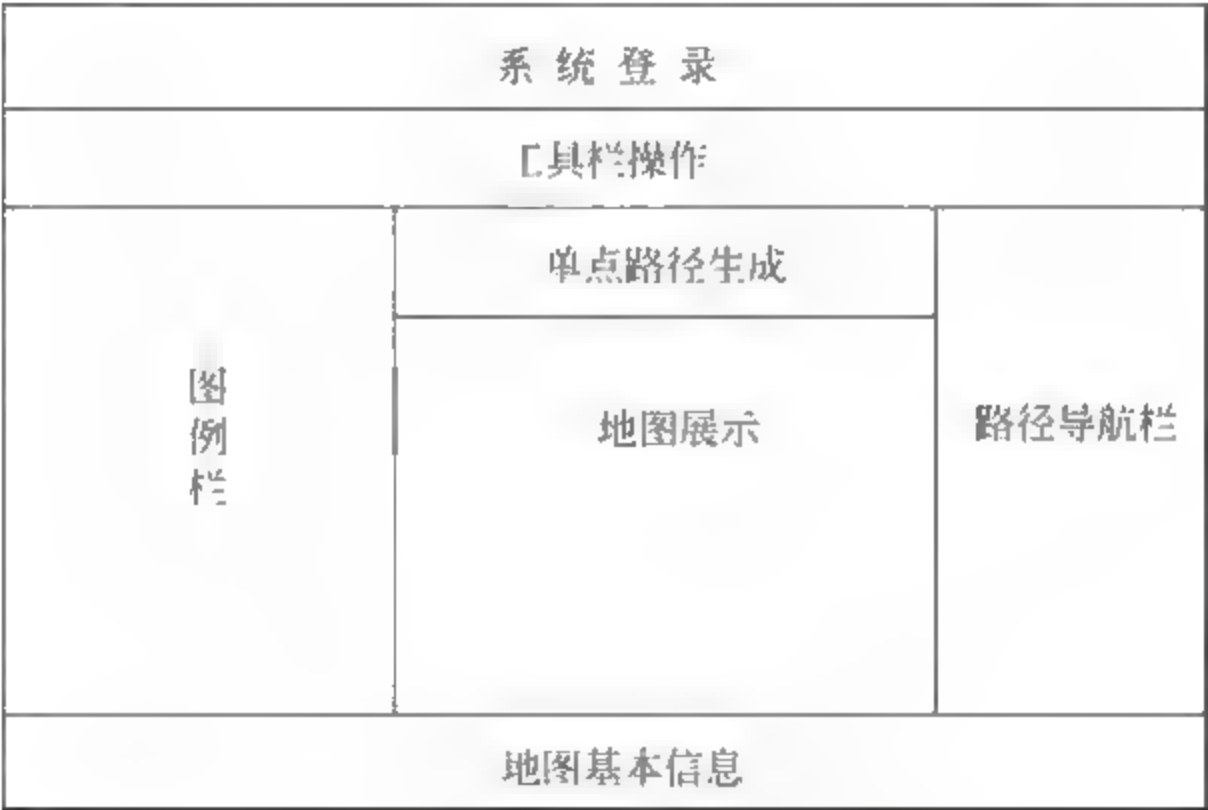 系统登录
工具栏操作
单点路径生成
图
例
栏
地图展示
路径导航栏
地图基本信息